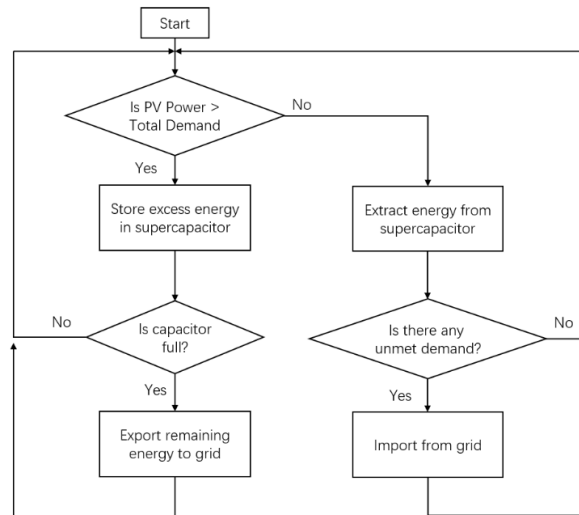 Start
Is PV Power >
Total Demand
No
Yes
Store excess energy
in supercapacitor
Extract energy from
supercapacitor
No
Is capacitor
full?
Is there any
unmet demand?
No
Yes
Yes
Export remaining
energy to grid
Import from grid